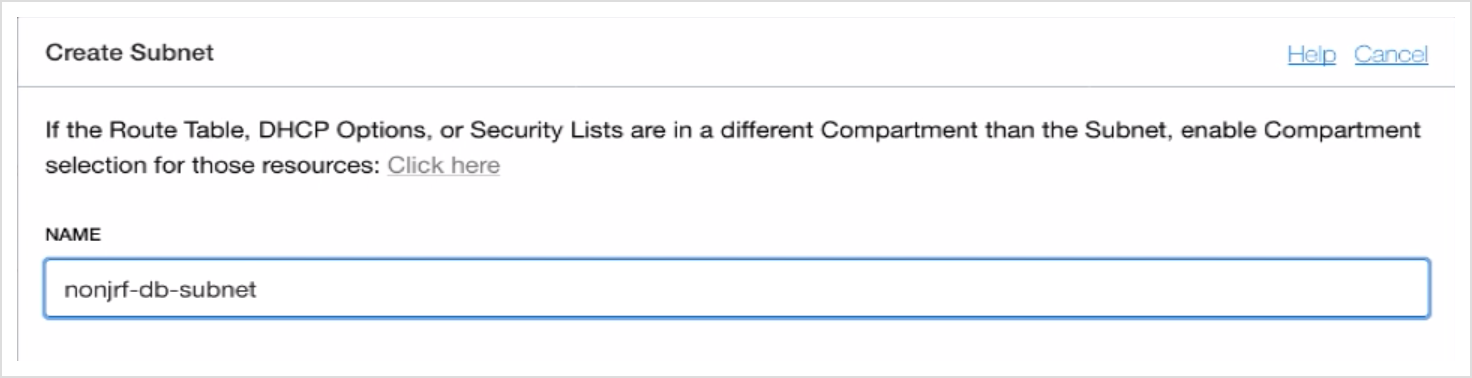 Create Subnet
Help Cancel
If the Route Table, DHCP Options, or Security Lists are in a different Compartment than the Subnet, enable Compartment
selection for those resources: Click here
NAME
nonjrf-db-subnet